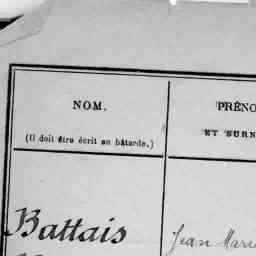 NOM.
(Il doit être écrit en bâtarde.)
PRÉNO
ET SURN
Battais
Jean Marie